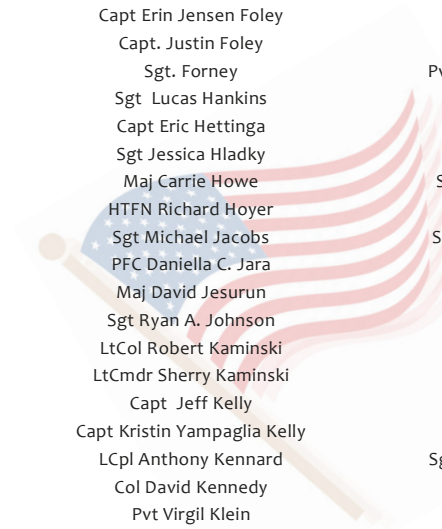 Capt Erin Jensen Foley
Capt. Justin Foley
Sgt. Forney
Sgt  Lucas Hankins
Capt Eric Hettinga
Sgt Jessica Hladky
Maj Carrie Howe
HTFN Richard Hoyer
Sgt Michael Jacobs
PFC Daniella C. Jara
Maj David Jesurun
Sgt Ryan A. Johnson
LtCol Robert Kaminski
LtCmdr Sherry Kaminski
Capt  Jeff Kelly
Capt Kristin Yampaglia Kelly
LCpl Anthony Kennard
Col David Kennedy
Pvt Virgil Klein